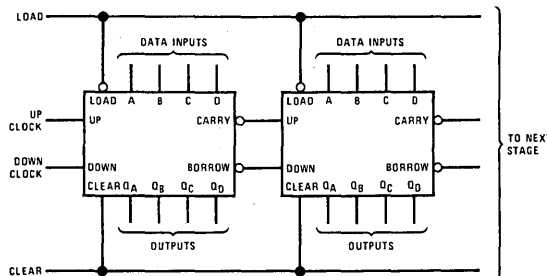 LOAD
DATA INPUTS
DATA INPUTS
LOAD A B C D
LOAD A B C D
UP CLOCK
UP
CARRY
UP
CARRY
TO NEXT STAGE
DOWN CLOCK
DOWN
BORROW
DOWN
BORROW
CLEAR QA QB QC QD
CLEAR QA QB QC QD
OUTPUTS
OUTPUTS
CLEAR